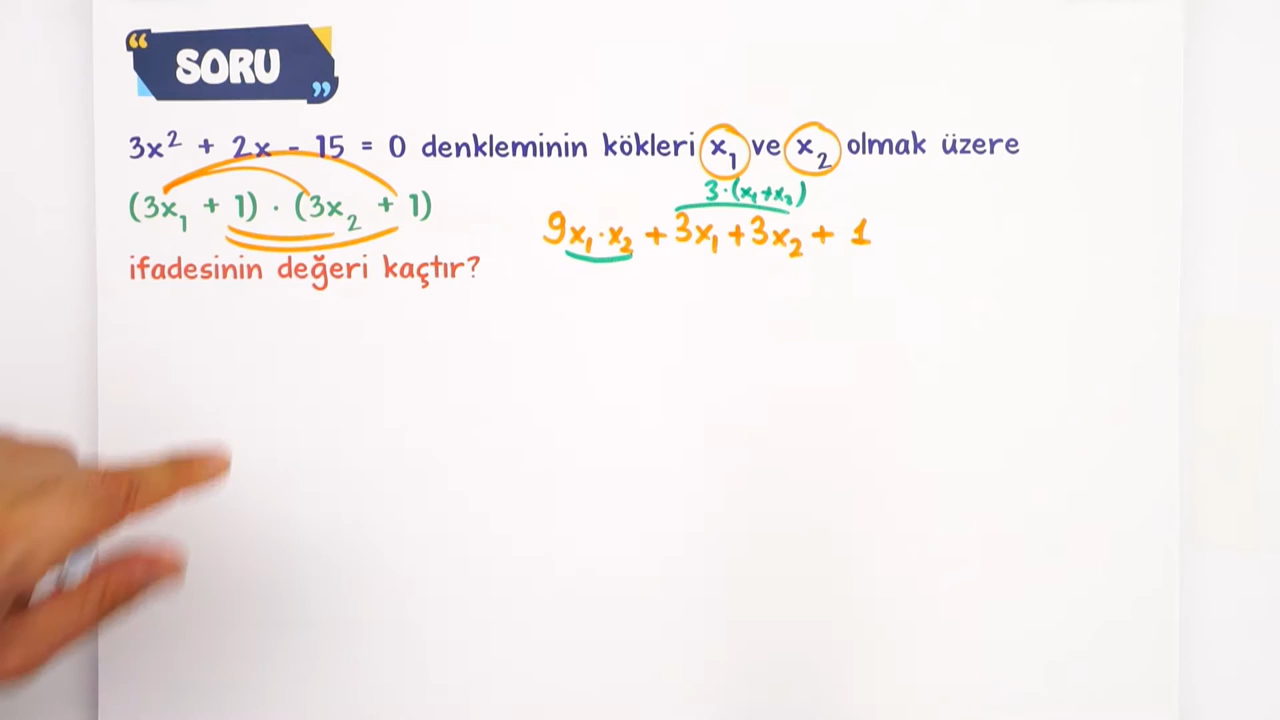 “ SORU ”
3x² + 2x - 15 = 0 denkleminin kökleri x₁ ve x₂ olmak üzere
(3x₁ + 1) · (3x₂ + 1)
3·(x₁+x₂)
9x₁·x₂ + 3x₁ + 3x₂ + 1
ifadesinin değeri kaçtır?